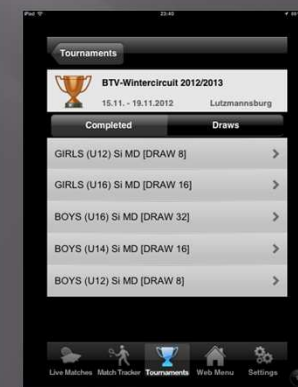 iPod
23:40
Tournaments
BTV-Wintercircuit 2012/2013
15.11. - 19.11.2012 Lutzmannsburg
Completed Draws
GIRLS (U12) Si MD [DRAW 8]
GIRLS (U16) Si MD [DRAW 16]
BOYS (U16) Si MD [DRAW 32]
BOYS (U14) Si MD [DRAW 16]
BOYS (U12) Si MD [DRAW 8]
Live Matches Match Tracker Tournaments Web Menu Settings